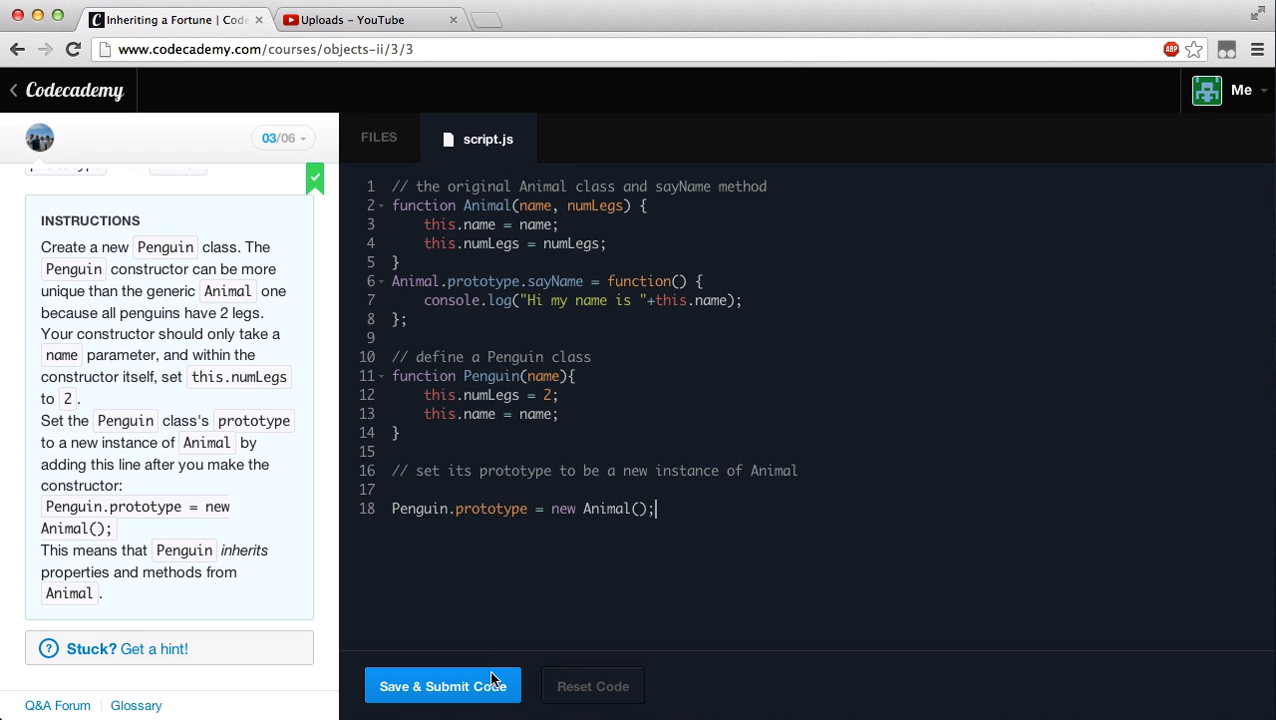 Inheriting a Fortune | Code
Uploads – YouTube
www.codecademy.com/courses/objects-ii/3/3
ABP
Codecademy
Me
03/06
FILES
script.js
INSTRUCTIONS
Create a new Penguin class. The
Penguin constructor can be more
unique than the generic Animal one
because all penguins have 2 legs.
Your constructor should only take a
name parameter, and within the
constructor itself, set this.numLegs
to 2.
Set the Penguin class's prototype
to a new instance of Animal by
adding this line after you make the
constructor:
Penguin.prototype = new
Animal();
This means that Penguin inherits
properties and methods from
Animal.
Stuck? Get a hint!
Q&A Forum
Glossary
1 // the original Animal class and sayName method
2 function Animal(name, numLegs) {
3 this.name = name;
4 this.numLegs = numLegs;
5 }
6 Animal.prototype.sayName = function() {
7 console.log("Hi my name is "+this.name);
8 };
9
10 // define a Penguin class
11 function Penguin(name){
12 this.numLegs = 2;
13 this.name = name;
14 }
15
16 // set its prototype to be a new instance of Animal
17
18 Penguin.prototype = new Animal();
Save & Submit Code
Reset Code